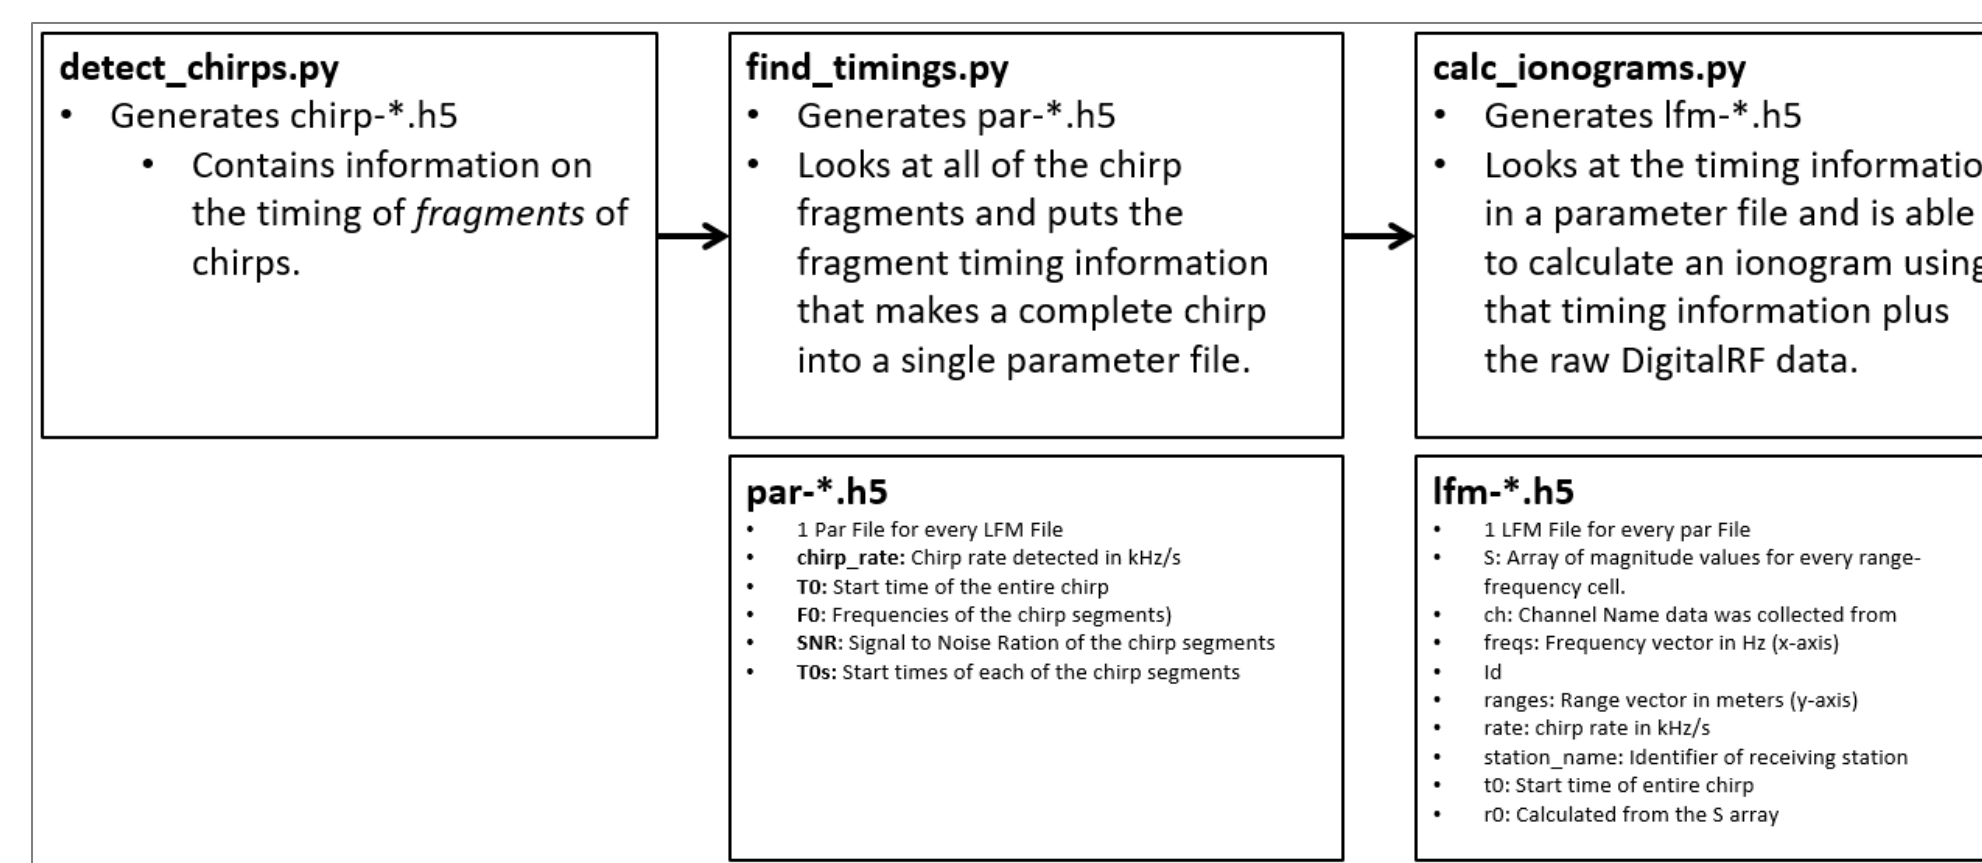 detect_chirps.py
• Generates chirp-*.h5
• Contains information on
the timing of fragments of
chirps.
find_timings.py
• Generates par-*.h5
• Looks at all of the chirp
fragments and puts the
fragment timing information
that makes a complete chirp
into a single parameter file.
calc_ionograms.py
• Generates lfm-*.h5
• Looks at the timing informatio
in a parameter file and is able
to calculate an ionogram using
that timing information plus
the raw DigitalRF data.
par-*.h5
• 1 Par File for every LFM File
• chirp_rate: Chirp rate detected in kHz/s
• T0: Start time of the entire chirp
• F0: Frequencies of the chirp segments)
• SNR: Signal to Noise Ration of the chirp segments
• T0s: Start times of each of the chirp segments
lfm-*.h5
• 1 LFM File for every par File
• S: Array of magnitude values for every range-
frequency cell.
• ch: Channel Name data was collected from
• freqs: Frequency vector in Hz (x-axis)
• Id
• ranges: Range vector in meters (y-axis)
• rate: chirp rate in kHz/s
• station_name: Identifier of receiving station
• t0: Start time of entire chirp
• r0: Calculated from the S array